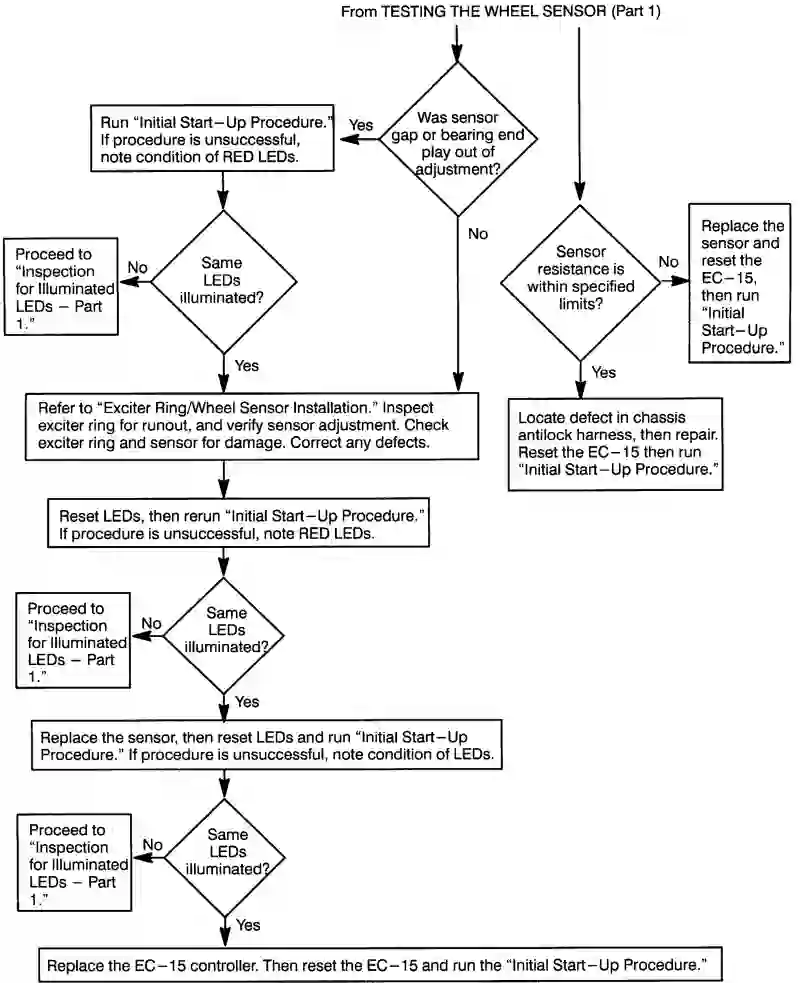 From TESTING THE WHEEL SENSOR (Part 1)
Was sensor
gap or bearing end
play out of
adjustment?
Yes
Run “Initial Start–Up Procedure.”
If procedure is unsuccessful,
note condition of RED LEDs.
Same
LEDs
illuminated?
No
Proceed to
“Inspection
for Illuminated
LEDs – Part
1.”
Yes
No
Refer to “Exciter Ring/Wheel Sensor Installation.” Inspect
exciter ring for runout, and verify sensor adjustment. Check
exciter ring and sensor for damage. Correct any defects.
Reset LEDs, then rerun “Initial Start–Up Procedure.”
If procedure is unsuccessful, note RED LEDs.
Same
LEDs
illuminated?
No
Proceed to
“Inspection
for Illuminated
LEDs – Part
1.”
Yes
Replace the sensor, then reset LEDs and run “Initial Start–Up
Procedure.” If procedure is unsuccessful, note condition of LEDs.
Same
LEDs
illuminated?
No
Proceed to
“Inspection
for Illuminated
LEDs – Part
1.”
Yes
Replace the EC–15 controller. Then reset the EC–15 and run the “Initial Start–Up Procedure.”
Sensor
resistance is
within specified
limits?
No
Replace the
sensor and
reset the
EC–15,
then run
“Initial
Start–Up
Procedure.”
Yes
Locate defect in chassis
antilock harness, then repair.
Reset the EC–15 then run
“Initial Start–Up Procedure.”